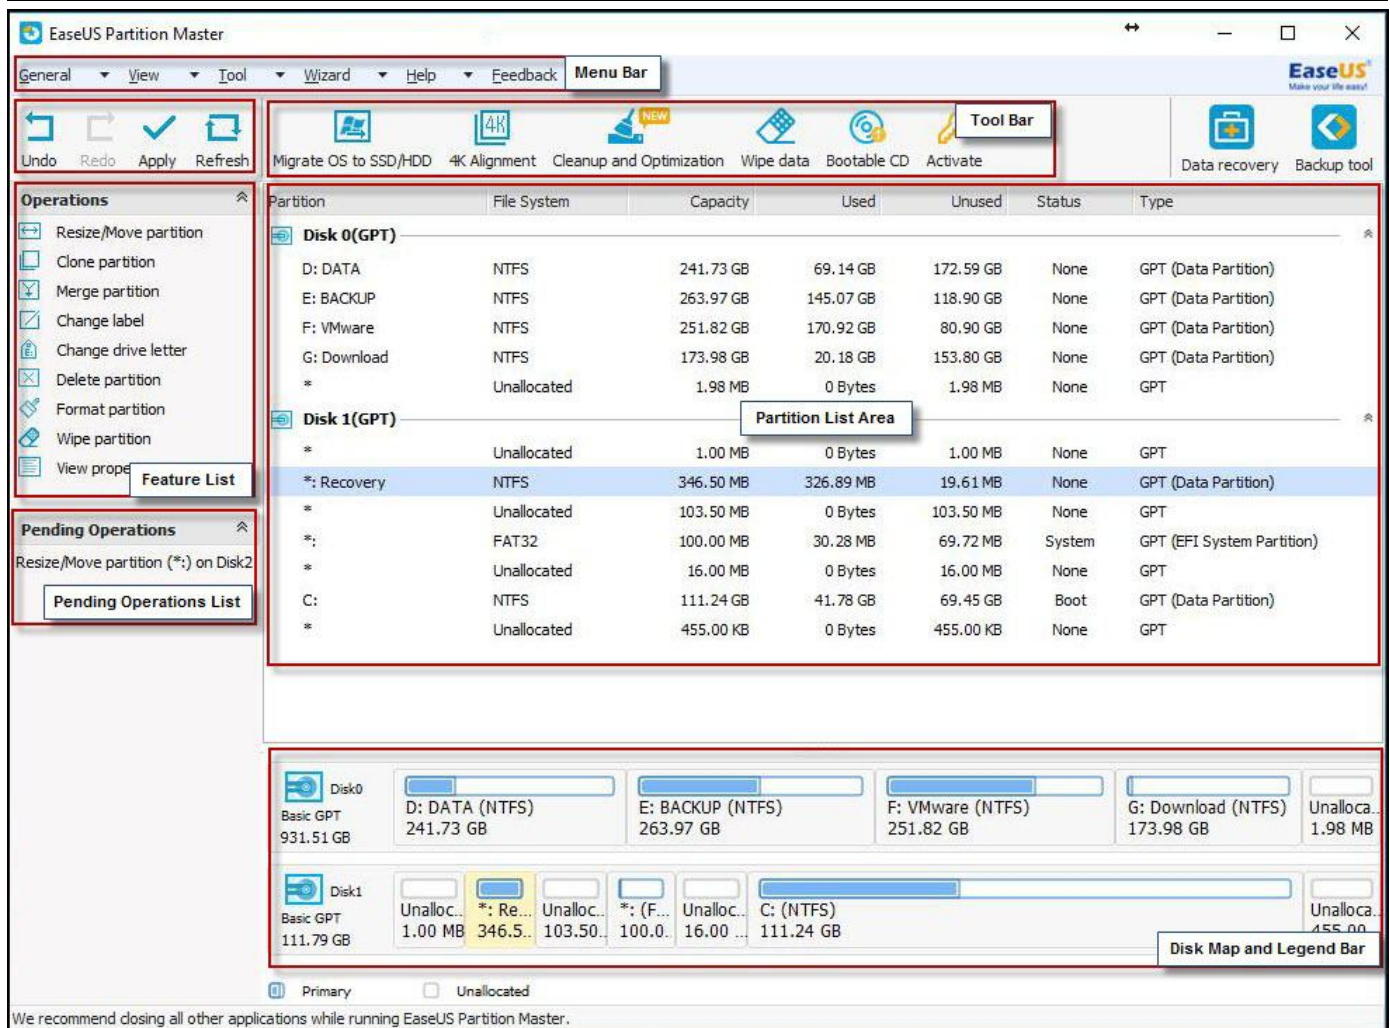 EaseUS Partition Master
General View Tool Wizard Help Feedback Menu Bar
EaseUS
Make your life easy!
Tool Bar
NEW
4K
Undo Redo Apply Refresh Migrate OS to SSD/HDD 4K Alignment Cleanup and Optimization Wipe data Bootable CD Activate Data recovery Backup tool
Operations
Resize/Move partition
Clone partition
Merge partition
Change label
Change drive letter
Delete partition
Format partition
Wipe partition
View prope
Feature List
Pending Operations
Resize/Move partition (*:) on Disk2
Pending Operations List
Partition File System Capacity Used Unused Status Type
Disk 0(GPT)
D: DATA NTFS 241.73 GB 69.14 GB 172.59 GB None GPT (Data Partition)
E: BACKUP NTFS 263.97 GB 145.07 GB 118.90 GB None GPT (Data Partition)
F: VMware NTFS 251.82 GB 170.92 GB 80.90 GB None GPT (Data Partition)
G: Download NTFS 173.98 GB 20.18 GB 153.80 GB None GPT (Data Partition)
* Unallocated 1.98 MB 0 Bytes 1.98 MB None GPT
Disk 1(GPT)
Partition List Area
* Unallocated 1.00 MB 0 Bytes 1.00 MB None GPT
*: Recovery NTFS 346.50 MB 326.89 MB 19.61 MB None GPT (Data Partition)
* Unallocated 103.50 MB 0 Bytes 103.50 MB None GPT
*: FAT32 100.00 MB 30.28 MB 69.72 MB System GPT (EFI System Partition)
* Unallocated 16.00 MB 0 Bytes 16.00 MB None GPT
C: NTFS 111.24 GB 41.78 GB 69.45 GB Boot GPT (Data Partition)
* Unallocated 455.00 KB 0 Bytes 455.00 KB None GPT
Disk0
Basic GPT
931.51 GB
D: DATA (NTFS) E: BACKUP (NTFS) F: VMware (NTFS) G: Download (NTFS) Unalloca..
241.73 GB 263.97 GB 251.82 GB 173.98 GB 1.98 MB
Disk1
Basic GPT
111.79 GB
Unalloc.. *: Re... Unalloc.. *: (F... Unalloc.. C: (NTFS) Unalloca..
1.00 MB 346.5.. 103.50.. 100.0.. 16.00 ... 111.24 GB 455.00
Disk Map and Legend Bar
Primary Unallocated
We recommend closing all other applications while running EaseUS Partition Master.